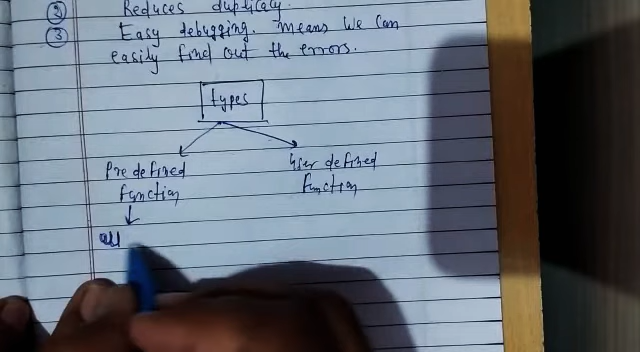 ② Reduces duplicacy.
③ Easy debugging. means We Can
easily find out the errors.
types
Predefined
function
User defined
function
all